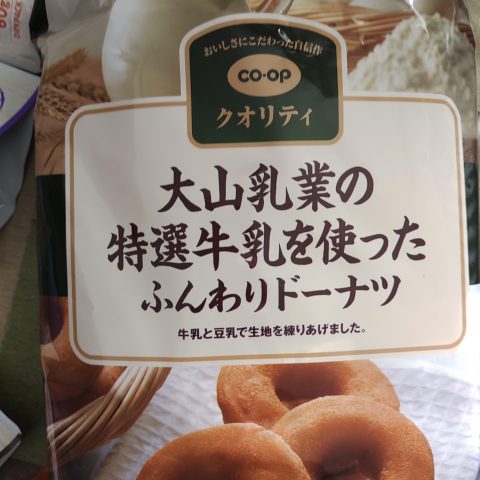 おいしさにこだわった自信作
CO·OP
クオリティ
大山乳業の
特選牛乳を使った
ふんわりドーナツ
牛乳と豆乳で生地を練りあげました。